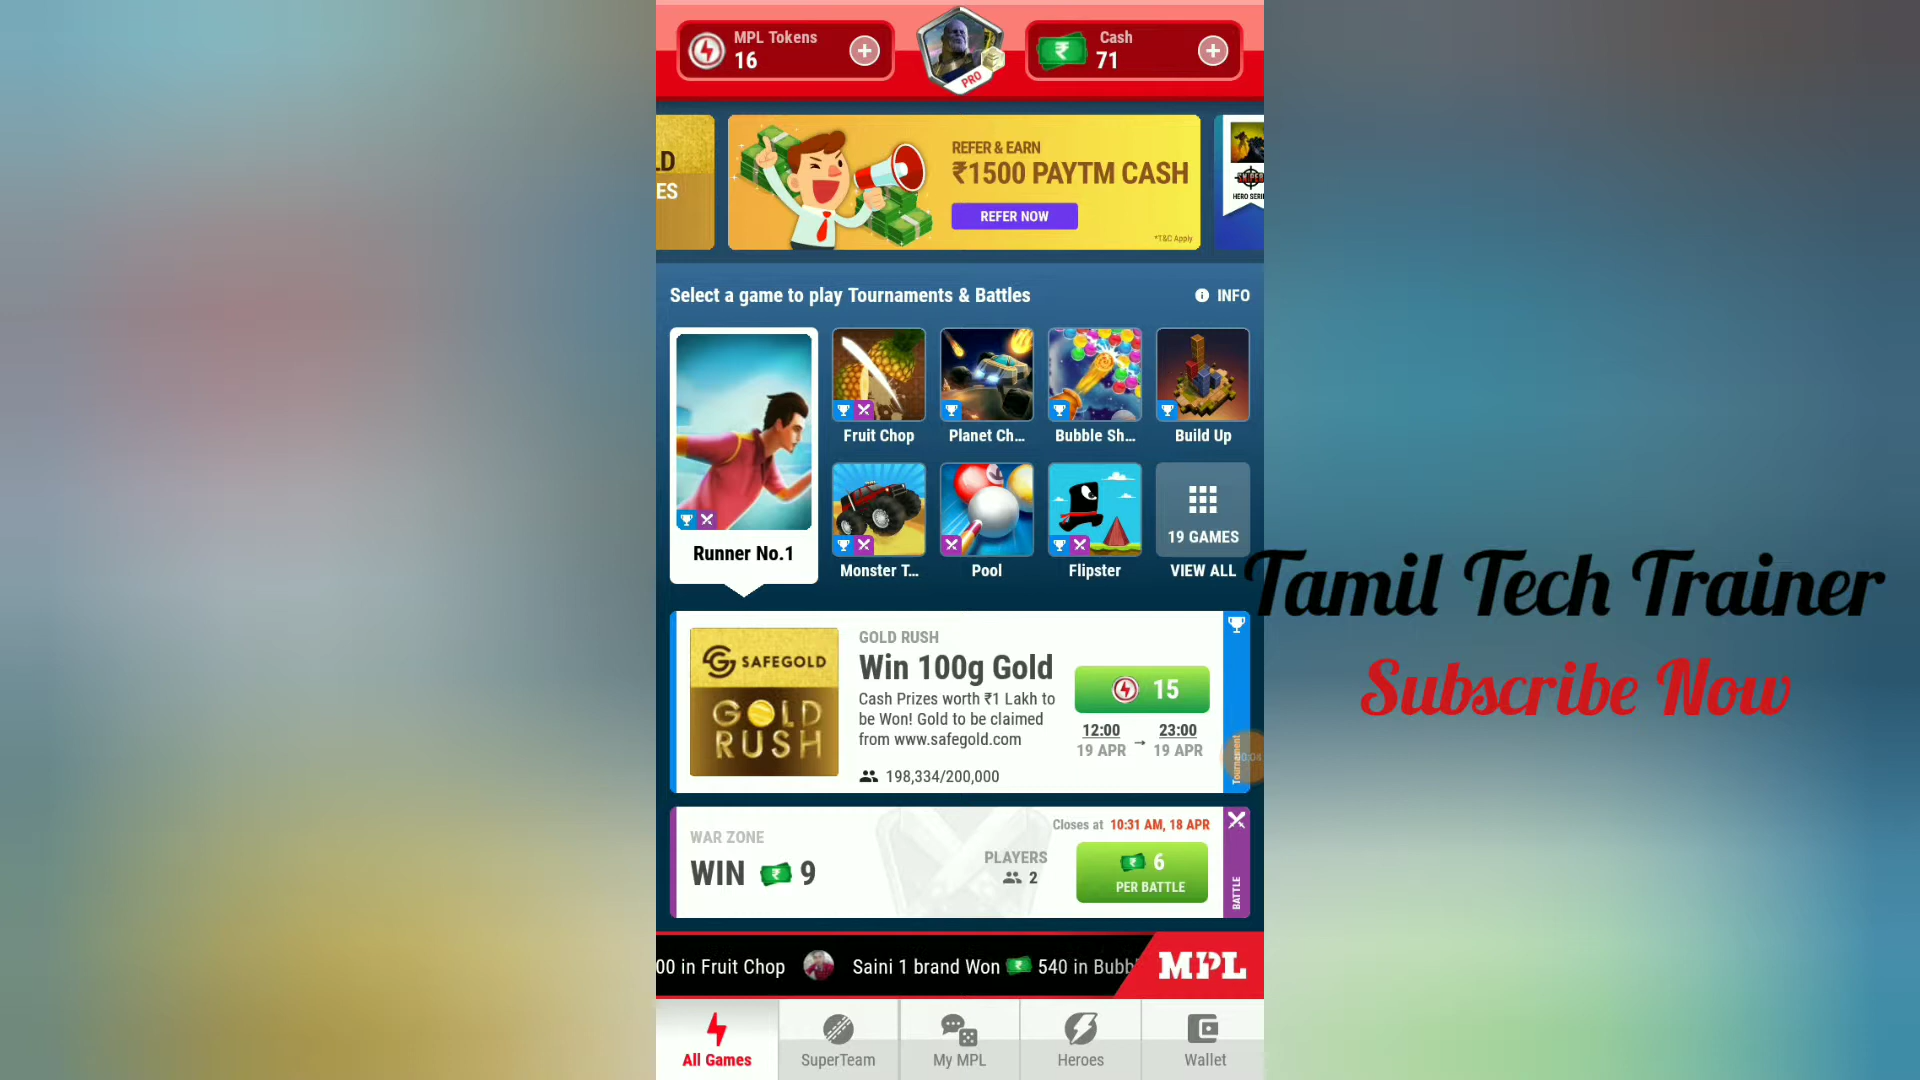 MPL Tokens
16
PRO
Cash
71
LD
ES
REFER & EARN
₹1500 PAYTM CASH
REFER NOW
*T&C Apply
SNIPER
HERO SERI
Select a game to play Tournaments & Battles
INFO
Fruit Chop
Planet Ch...
Bubble Sh...
Build Up
Runner No.1
Monster T...
Pool
Flipster
19 GAMES
VIEW ALL
Tamil Tech Trainer
Subscribe Now
SAFEGOLD
GOLD
RUSH
GOLD RUSH
Win 100g Gold
Cash Prizes worth ₹1 Lakh to
be Won! Gold to be claimed
from www.safegold.com
198,334/200,000
15
12:00 → 23:00
19 APR 19 APR
Tournament
00:04
WAR ZONE
WIN ₹ 9
PLAYERS
2
Closes at 10:31 AM, 18 APR
₹ 6
PER BATTLE
BATTLE
00 in Fruit Chop Saini 1 brand Won ₹ 540 in Bubb
MPL
All Games
SuperTeam
My MPL
Heroes
Wallet